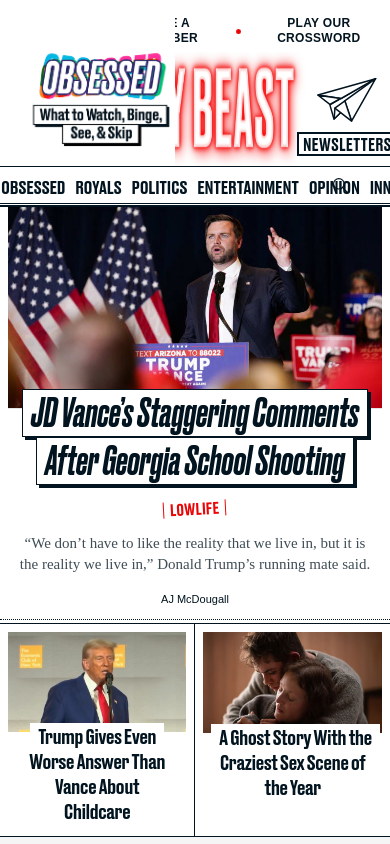 E A
BER
PLAY OUR
CROSSWORD
OBSESSED
What to Watch, Binge,
See, & Skip
Y BEAST
NEWSLETTERS
OBSESSED ROYALS POLITICS ENTERTAINMENT OPINION INN
TEXT ARIZONA TO 88022
TRUMP
VANCE
JD Vance’s Staggering Comments
After Georgia School Shooting
LOWLIFE
“We don’t have to like the reality that we live in, but it is
the reality we live in,” Donald Trump’s running mate said.
AJ McDougall
Trump Gives Even
Worse Answer Than
Vance About
Childcare
A Ghost Story With the
Craziest Sex Scene of
the Year